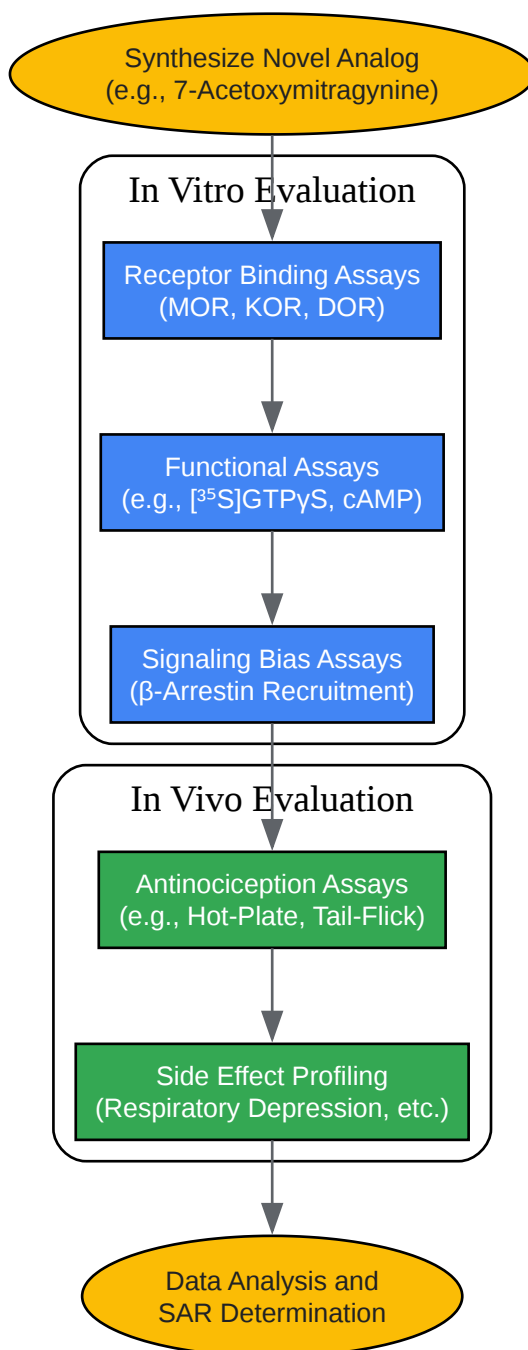 Synthesize Novel Analog
(e.g., 7-Acetoxymitragynine)
In Vitro Evaluation
Receptor Binding Assays
(MOR, KOR, DOR)
Functional Assays
(e.g., [³⁵S]GTPγS, cAMP)
Signaling Bias Assays
(β-Arrestin Recruitment)
In Vivo Evaluation
Antinociception Assays
(e.g., Hot-Plate, Tail-Flick)
Side Effect Profiling
(Respiratory Depression, etc.)
Data Analysis and
SAR Determination